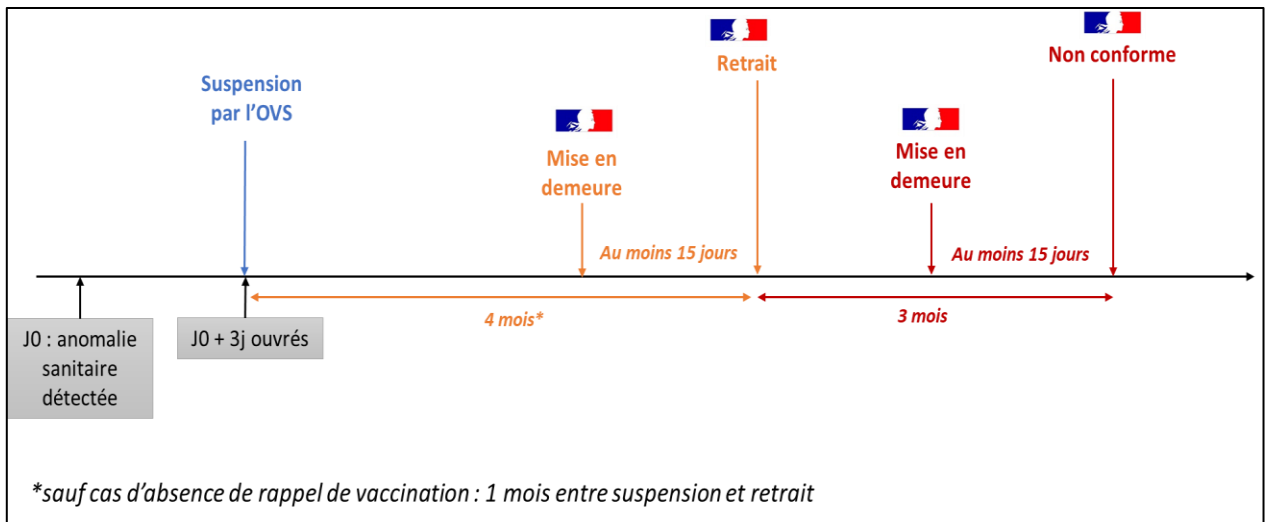 Suspension
par l'OVS
Mise en
demeure
Retrait
Mise en
demeure
Non conforme
Au moins 15 jours
Au moins 15 jours
4 mois*
3 mois
J0 : anomalie
sanitaire
détectée
J0 + 3j ouvrés
*sauf cas d'absence de rappel de vaccination : 1 mois entre suspension et retrait